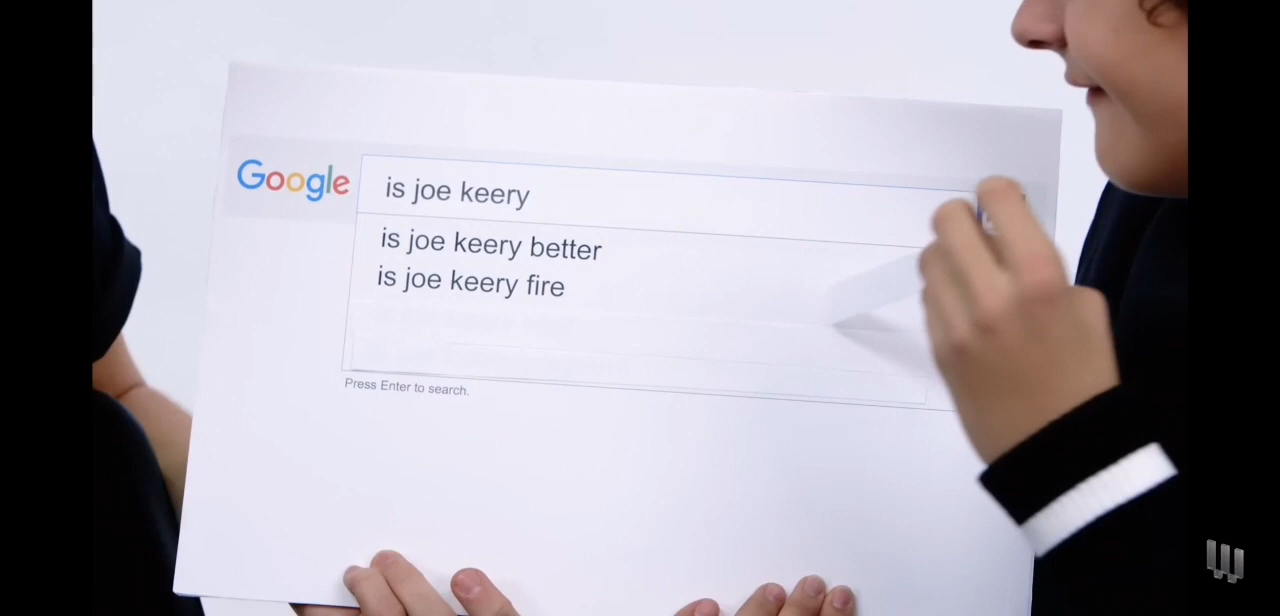 Google
is joe keery
is joe keery better
is joe keery fire
Press Enter to search.